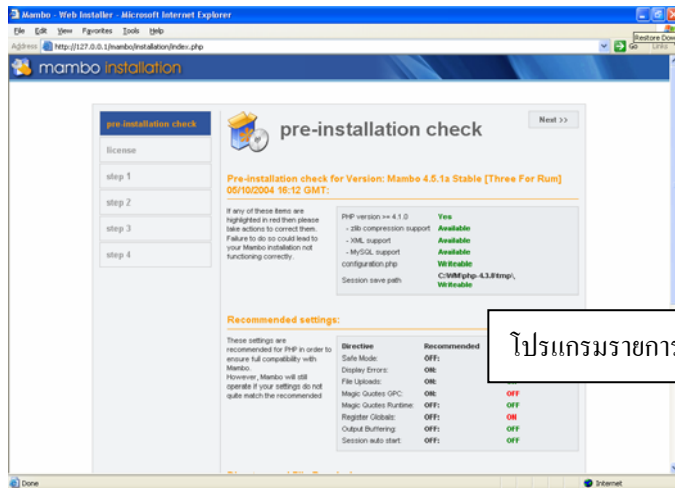 Mambo - Web Installer - Microsoft Internet Explorer
File Edit View Favorites Tools Help
Address http://127.0.0.1/mambo/installation/index.php
Go Links
Restore Dow
mambo installation
pre-installation check
license
step 1
step 2
step 3
step 4
pre-installation check
Next >>
Pre-installation check for Version: Mambo 4.5.1a Stable [Three For Rum]
05/10/2004 16:12 GMT:
If any of these items are
highlighted in red then please
take actions to correct them.
Failure to do so could lead to
your Mambo installation not
functioning correctly.
PHP version >= 4.1.0 Yes
- zlib compression support Available
- XML support Available
- MySQL support Available
configuration.php Writeable
Session save path C:\WM\php-4.3.8\tmp\,
Writeable
Recommended settings:
These settings are
recommended for PHP in order to
ensure full compatibility with
Mambo.
However, Mambo will still
operate if your settings do not
quite match the recommended
Directive Recommended
Safe Mode: OFF:
Display Errors: ON:
File Uploads: ON:
Magic Quotes GPC: ON: OFF
Magic Quotes Runtime: OFF: OFF
Register Globals: OFF: ON
Output Buffering: OFF: OFF
Session auto start: OFF: OFF
โปรแกรมรายการ
Done
Internet